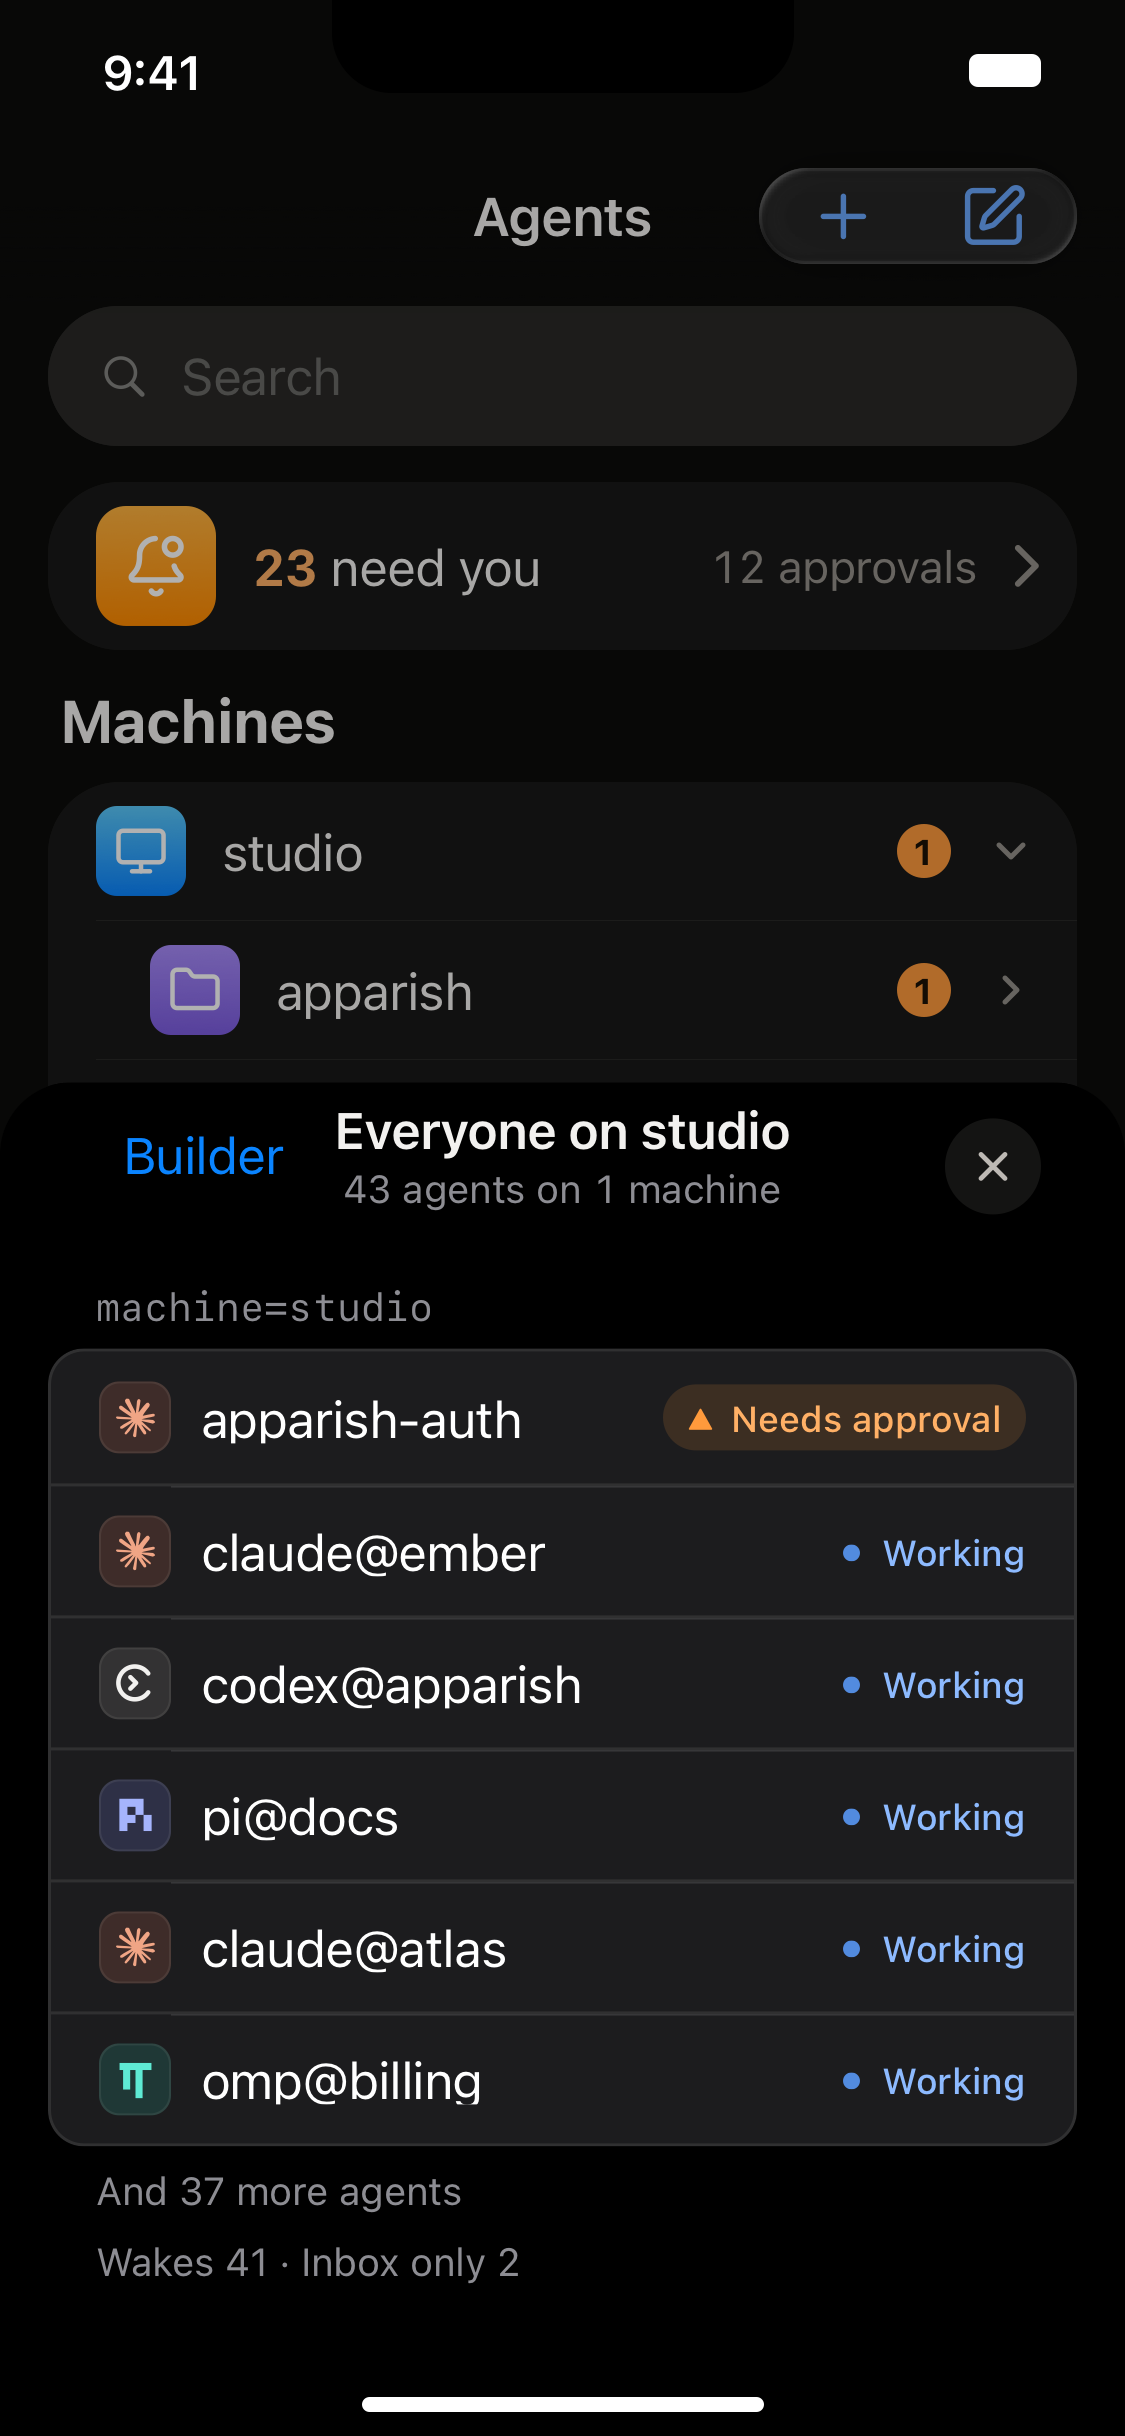 9:41
Agents
Search
23 need you
12 approvals
Machines
studio
1
apparish
1
Builder
Everyone on studio
43 agents on 1 machine
machine=studio
apparish-auth
Needs approval
claude@ember
Working
codex@apparish
Working
pi@docs
Working
claude@atlas
Working
omp@billing
Working
And 37 more agents
Wakes 41 · Inbox only 2